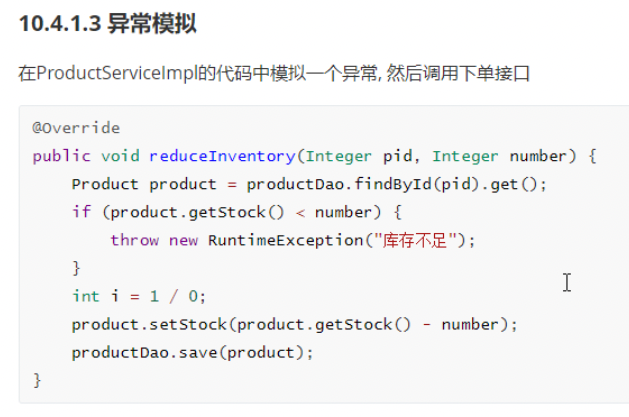 10.4.1.3 异常模拟
在ProductServiceImpl的代码中模拟一个异常, 然后调用下单接口
@Override
public void reduceInventory(Integer pid, Integer number) {
    Product product = productDao.findById(pid).get();
    if (product.getStock() < number) {
        throw new RuntimeException("库存不足");
    }
    int i = 1 / 0;
    product.setStock(product.getStock() - number);
    productDao.save(product);
}